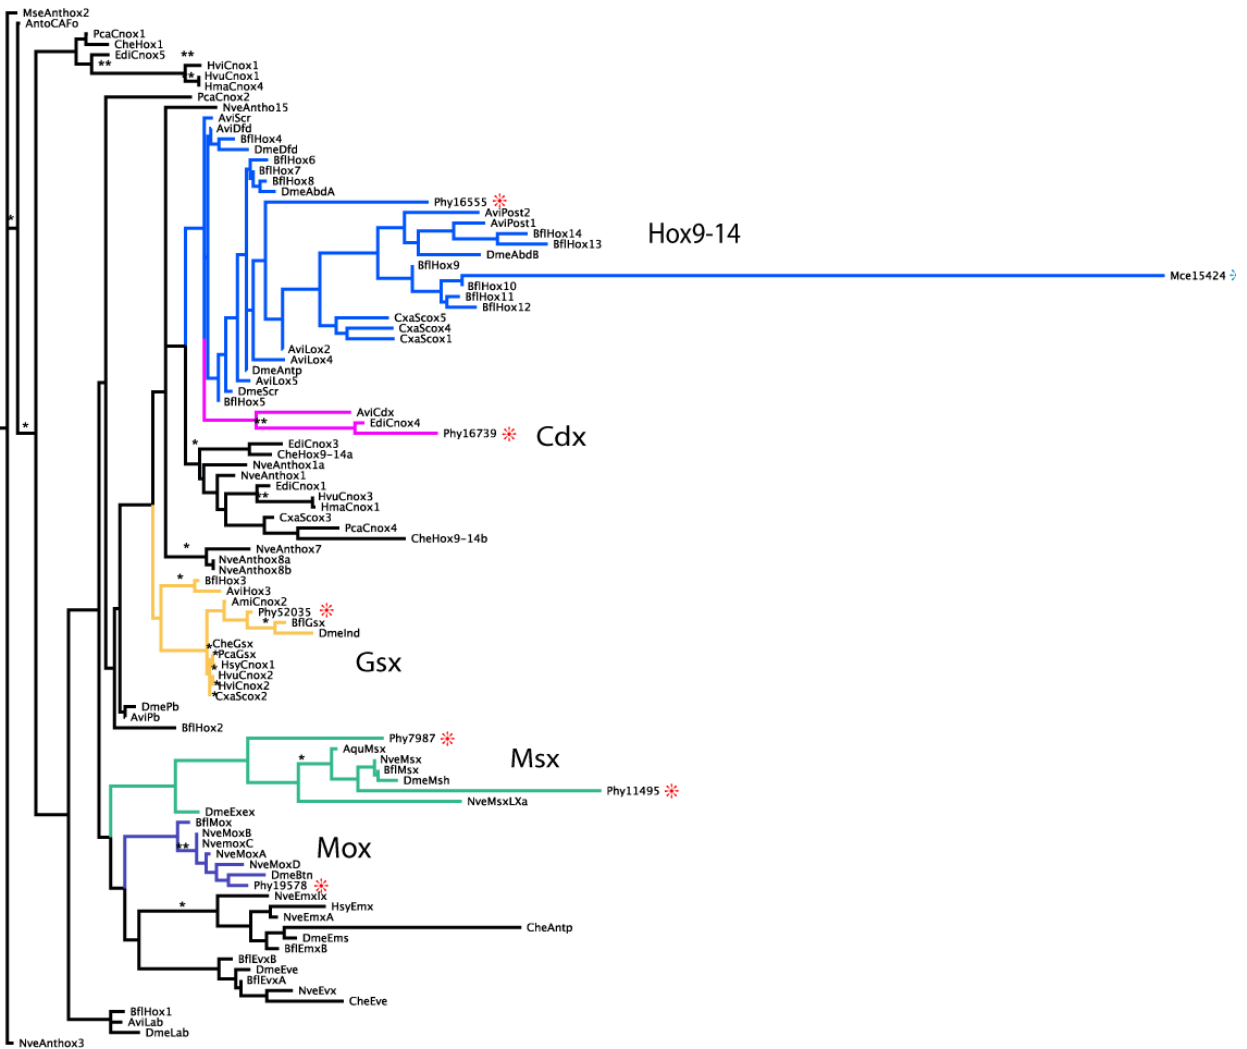 MseAnthox2
AntoCAFo
PcaCnox1
CheHox1
EdiCnox5
**
**
HviCnox1
*
HvuCnox1
HmaCnox4
PcaCnox2
NveAntho15
AviScr
AviDfd
BflHox4
DmeDfd
BflHox6
BflHox7
BflHox8
DmeAbdA
Phy16555
AviPost2
*
AviPost1
BflHox14
Hox9-14
BflHox13
DmeAbdB
BflHox9
Mce15424
BflHox10
BflHox11
BflHox12
CxaScox5
CxaScox4
CxaScox1
AviLox2
AviLox4
DmeAntp
AviLox5
DmeScr
BflHox5
AviCdx
**
EdiCnox4
*
Phy16739
Cdx
*
EdiCnox3
CheHox9-14a
NveAnthox1a
NveAnthox1
EdiCnox1
**
HvuCnox3
HmaCnox1
CxaScox3
PcaCnox4
CheHox9-14b
*
NveAnthox7
NveAnthox8a
NveAnthox8b
*
BflHox3
AviHox3
AmiCnox2
Phy52035
*
BflGsx
DmeInd
*
CheGsx
*
PcaGsx
Gsx
*
HsyCnox1
HvuCnox2
*
HviCnox2
*
CxaScox2
DmePb
AviPb
BflHox2
Phy7987
AquMsx
*
NveMsx
Msx
BflMsx
DmeMsh
Phy11495
NveMsxLXa
DmeExex
BflMox
NveMoxB
**
NvemoxC
Mox
NveMoxA
NveMoxD
DmeBtn
Phy19578
NveEmxlx
*
HsyEmx
NveEmxA
CheAntp
DmeEms
BflEmxB
BflEvxB
DmeEve
BflEvxA
NveEvx
CheEve
BflHox1
AviLab
DmeLab
NveAnthox3